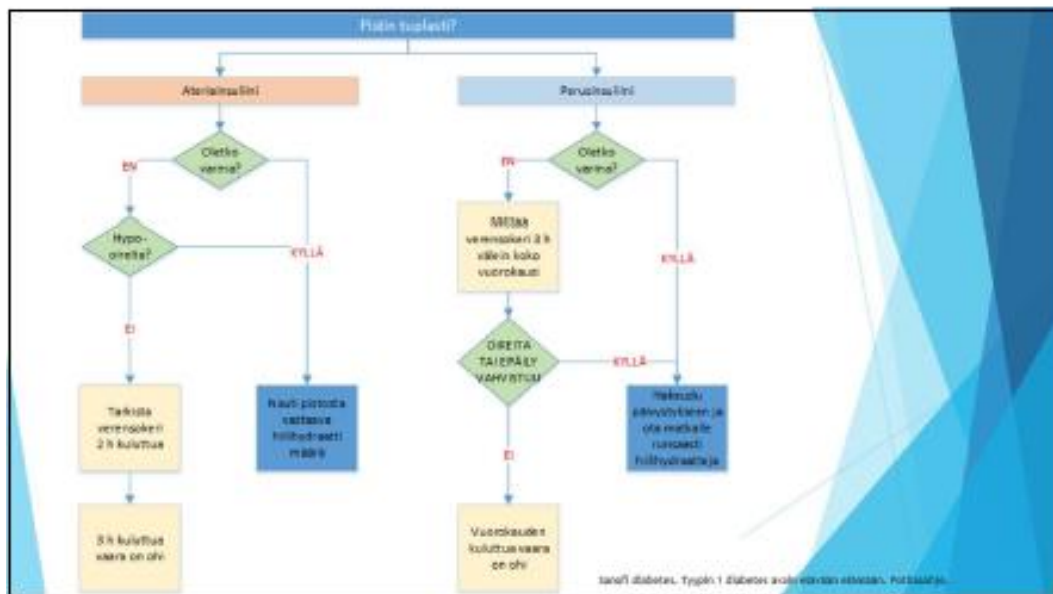 Pistin tuplasti?
Ateriainsuliini
Perusinsuliini
Oletko
varma?
Oletko
varma?
EN
EN
Hypo-
oireita?
KYLLÄ
Mittaa
verensokeri 3 h
välein koko
vuorokausi
KYLLÄ
EI
OIREITA
TAI EPÄILY
VAHVISTUU
KYLLÄ
Tarkista
verensokeri
2 h kuluttua
Nauti pistosta
vastaava
hiilihydraatti
määrä
Hakeudu
päivystykseen ja
ota matkalle
runsaasti
hiilihydraatteja
EI
3 h kuluttua
vaara on ohi
Vuorokauden
kuluttua vaara
on ohi
Sanofi diabetes. Tyypin 1 diabetes